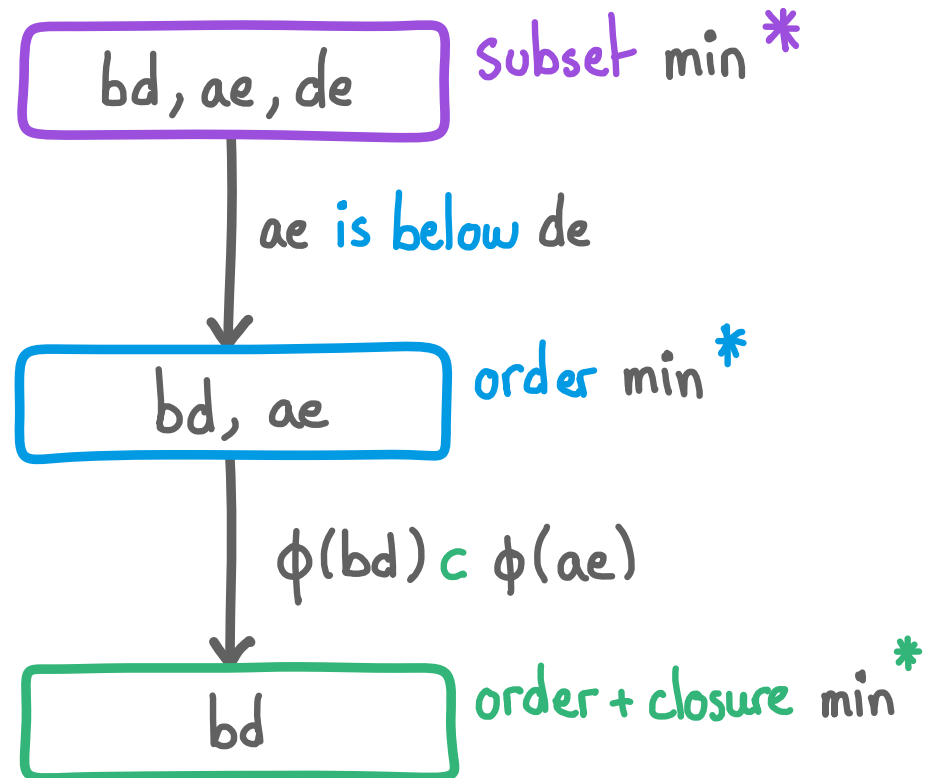 bd, ae, de
subset min *
ae is below de
bd, ae
order min *
ϕ(bd) ⊂ ϕ(ae)
bd
order + closure min *